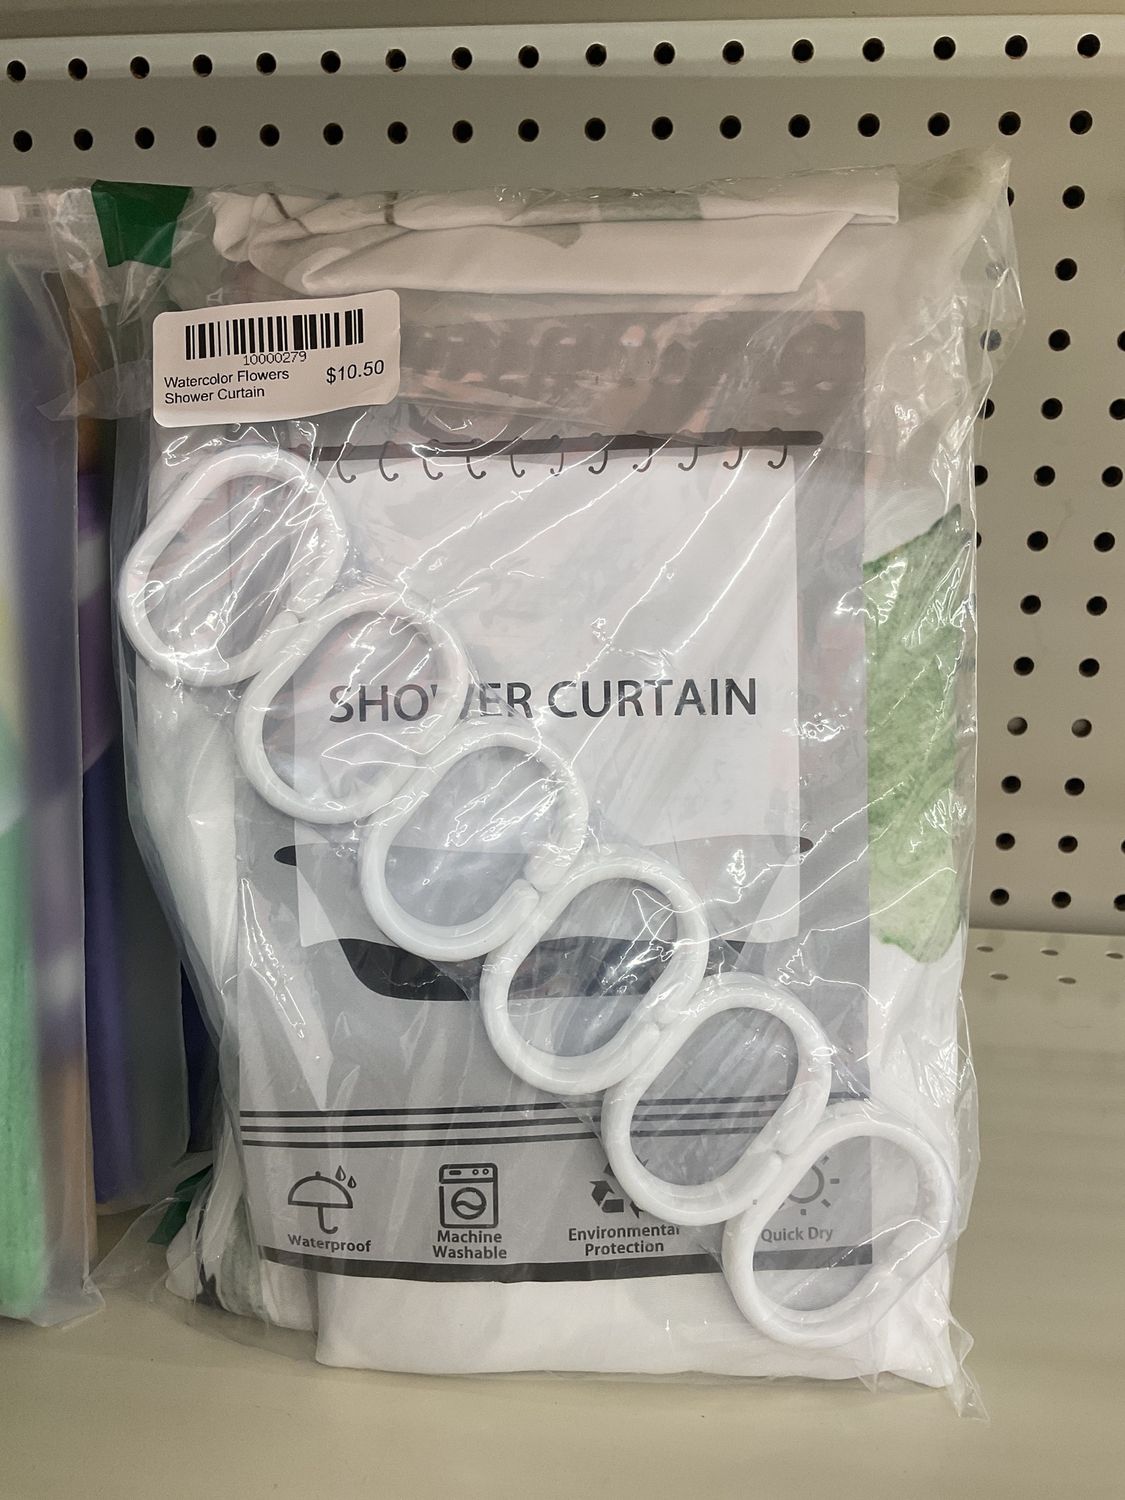 10000279
Watercolor Flowers
Shower Curtain
$10.50
SHOWER CURTAIN
Waterproof
Machine
Washable
Environmental
Protection
Quick Dry